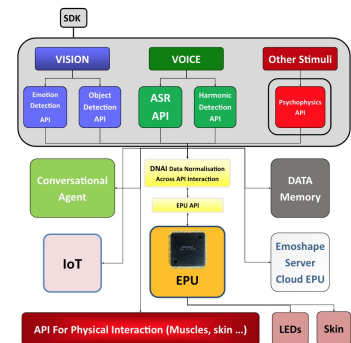 SDK
VISION
VOICE
Other Stimuli
Emotion
Detection
API
Object
Detection
API
ASR
API
Harmonic
Detection
API
Psychophysics
API
DNAI Data Normalisation
Across API Interaction
Conversational
Agent
DATA
Memory
EPU API
IoT
EPU
Emoshape
Server
Cloud EPU
API For Physical Interaction (Muscles, skin ...)
LEDs
Skin